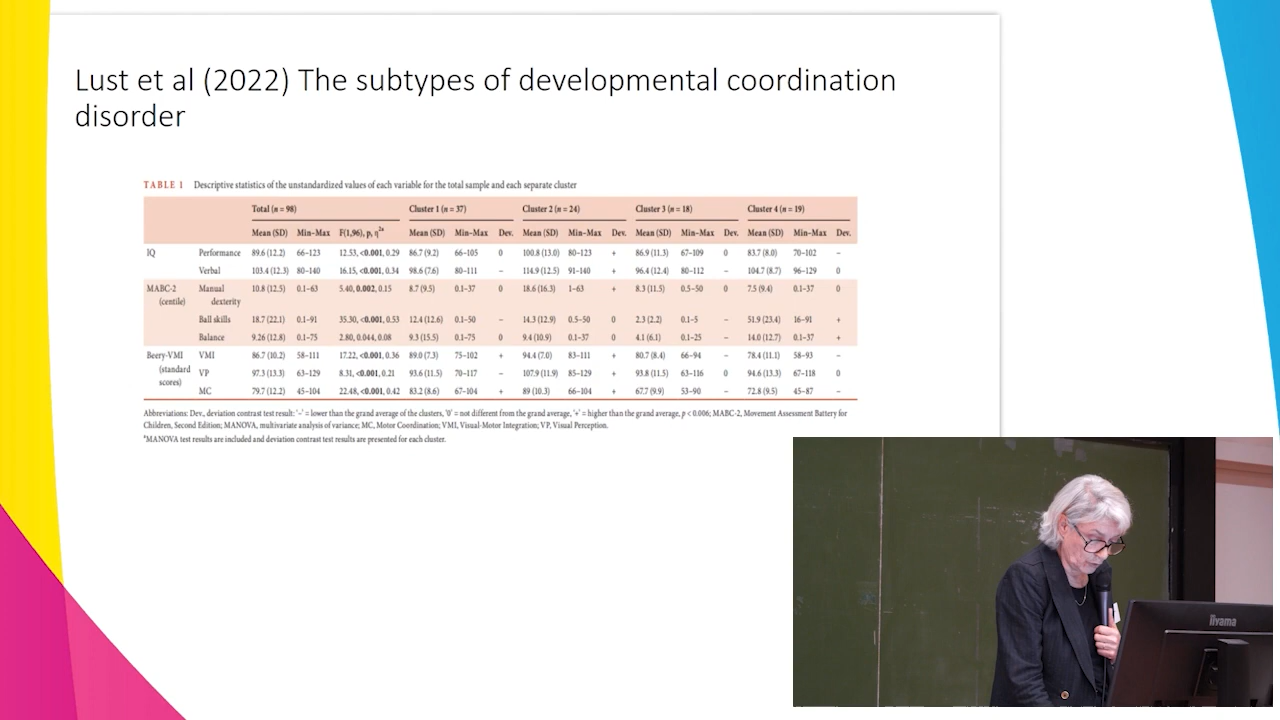 Lust et al (2022) The subtypes of developmental coordination
disorder
TABLE 1 Descriptive statistics of the unstandardized values of each variable for the total sample and each separate cluster
Total (n = 98) Cluster 1 (n = 37) Cluster 2 (n = 24) Cluster 3 (n = 18) Cluster 4 (n = 19)
Mean (SD) Min–Max F(1,96), p, η²ᵃ Mean (SD) Min–Max Dev. Mean (SD) Min–Max Dev. Mean (SD) Min–Max Dev. Mean (SD) Min–Max Dev.
IQ Performance 89.6 (12.2) 66–123 12.53, <0.001, 0.29 86.7 (9.2) 66–105 0 100.8 (13.0) 80–123 + 86.9 (11.3) 67–109 0 83.7 (8.0) 70–102 –
Verbal 103.4 (12.3) 80–140 16.15, <0.001, 0.34 98.6 (7.6) 80–111 – 114.9 (12.5) 91–140 + 96.4 (12.4) 80–112 – 104.7 (8.7) 96–129 0
MABC-2 (centile) Manual dexterity 10.8 (12.5) 0.1–63 5.40, 0.002, 0.15 8.7 (9.5) 0.1–37 0 18.6 (16.3) 1–63 + 8.3 (11.5) 0.5–50 0 7.5 (9.4) 0.1–37 0
Ball skills 18.7 (22.1) 0.1–91 35.30, <0.001, 0.53 12.4 (12.6) 0.1–50 – 14.3 (12.9) 0.5–50 0 2.3 (2.2) 0.1–5 – 51.9 (23.4) 16–91 +
Balance 9.26 (12.8) 0.1–75 2.80, 0.044, 0.08 9.3 (15.5) 0.1–75 0 9.4 (10.9) 0.1–37 0 4.1 (6.1) 0.1–25 – 14.0 (12.7) 0.1–37 +
Beery-VMI (standard scores) VMI 86.7 (10.2) 58–111 17.22, <0.001, 0.36 89.0 (7.3) 75–102 + 94.4 (7.0) 83–111 + 80.7 (8.4) 66–94 – 78.4 (11.1) 58–93 –
VP 97.3 (13.3) 63–129 8.31, <0.001, 0.21 93.6 (11.5) 70–117 – 107.9 (11.9) 85–129 + 93.8 (11.5) 63–116 0 94.6 (13.3) 67–118 0
MC 79.7 (12.2) 45–104 22.48, <0.001, 0.42 83.2 (8.6) 67–104 + 89 (10.3) 66–104 + 67.7 (9.9) 53–90 – 72.8 (9.5) 45–87 –
Abbreviations: Dev., deviation contrast test result: '–' = lower than the grand average of the clusters, '0' = not different from the grand average, '+' = higher than the grand average, p < 0.006; MABC-2, Movement Assessment Battery for
Children, Second Edition; MANOVA, multivariate analysis of variance; MC, Motor Coordination; VMI, Visual-Motor Integration; VP, Visual Perception.
ᵃMANOVA test results are included and deviation contrast test results are presented for each cluster.
iiyama